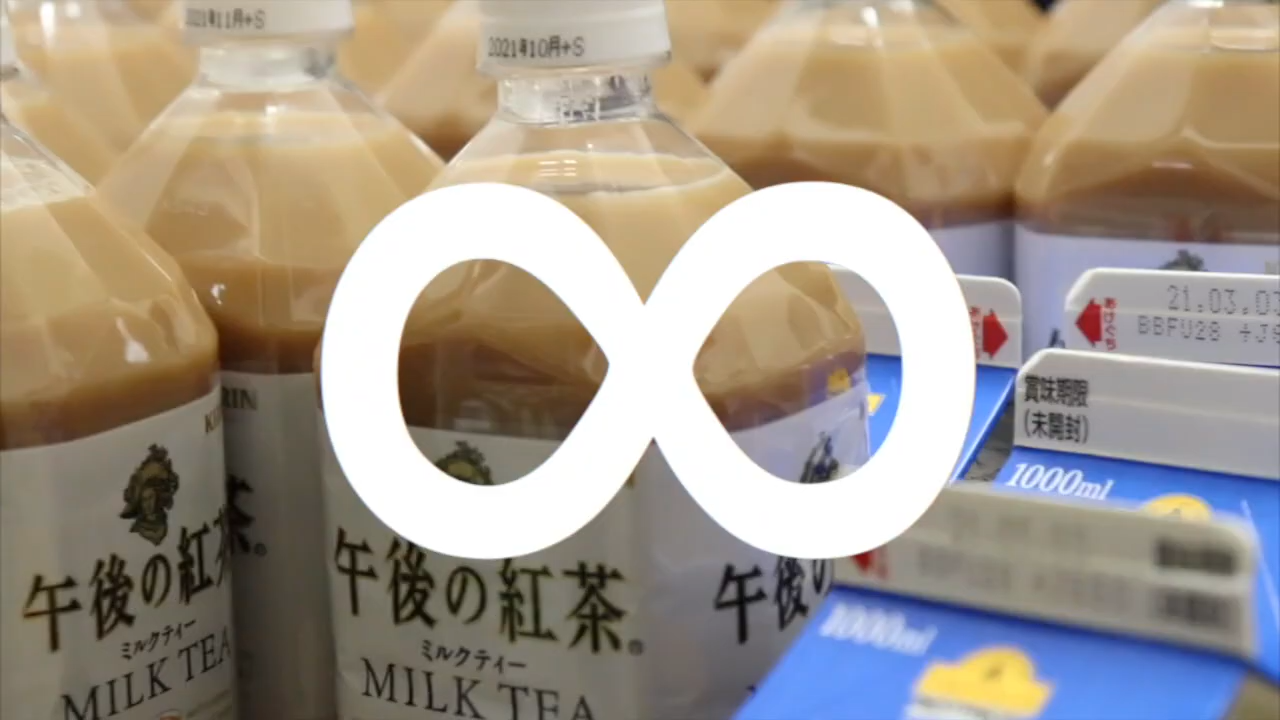 2021年11月+S
2021年10月+S
21.03.03
BBFU28 +JS
あけぐち
賞味期限
(未開封)
1000ml
1000ml
午後の紅茶
ミルクティー
MILK TEA
午後の紅茶®
ミルクティー
MILK TEA
午後の